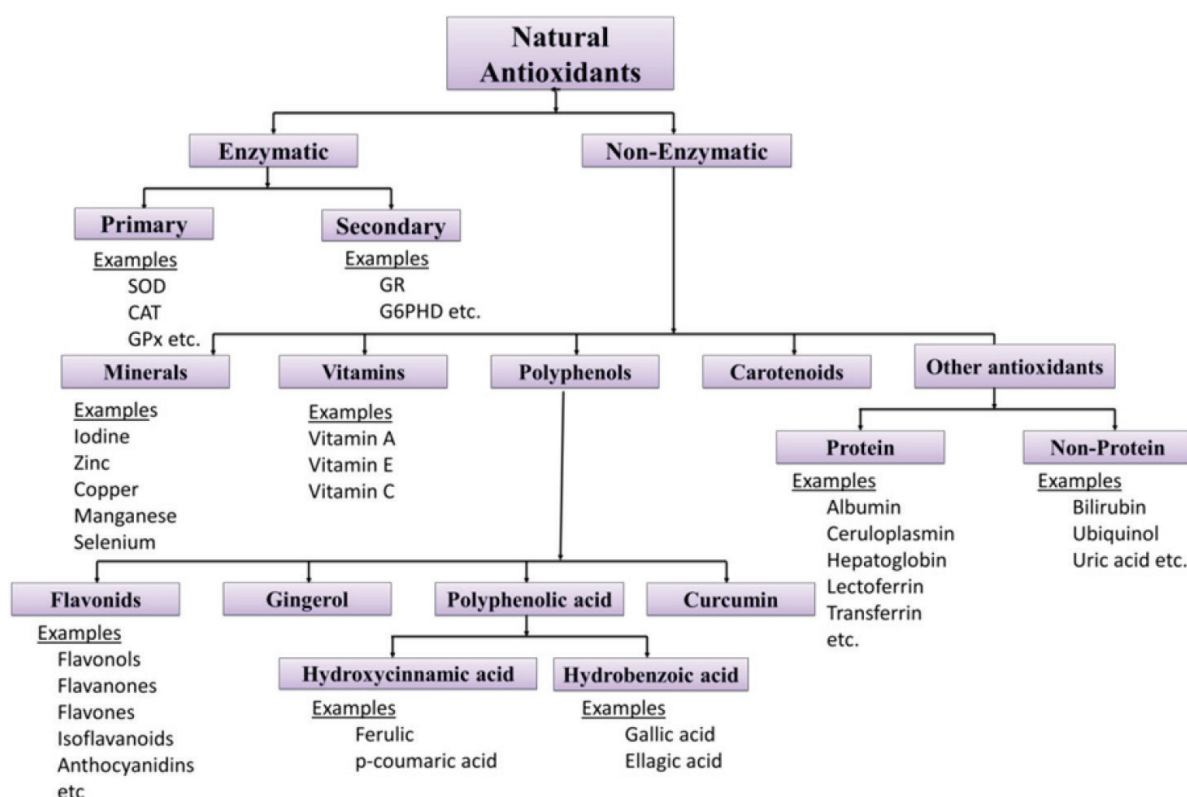 Natural
Antioxidants
Enzymatic
Non-Enzymatic
Primary
Secondary
Examples
SOD
CAT
GPx etc.
Examples
GR
G6PHD etc.
Minerals
Vitamins
Polyphenols
Carotenoids
Other antioxidants
Examples
Iodine
Zinc
Copper
Manganese
Selenium
Examples
Vitamin A
Vitamin E
Vitamin C
Protein
Non-Protein
Examples
Albumin
Ceruloplasmin
Hepatoglobin
Lectoferrin
Transferrin
etc.
Examples
Bilirubin
Ubiquinol
Uric acid etc.
Flavonids
Gingerol
Polyphenolic acid
Curcumin
Examples
Flavonols
Flavanones
Flavones
Isoflavanoids
Anthocyanidins
etc
Hydroxycinnamic acid
Hydrobenzoic acid
Examples
Ferulic
p-coumaric acid
Examples
Gallic acid
Ellagic acid